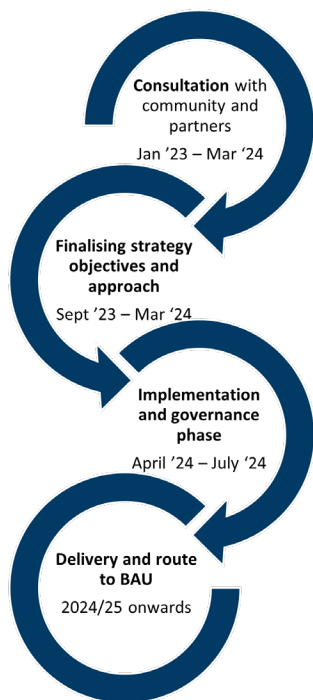 Consultation with
community and
partners
Jan ’23 – Mar ‘24
Finalising strategy
objectives and
approach
Sept ’23 – Mar ‘24
Implementation
and governance
phase
April ’24 – July ‘24
Delivery and route
to BAU
2024/25 onwards